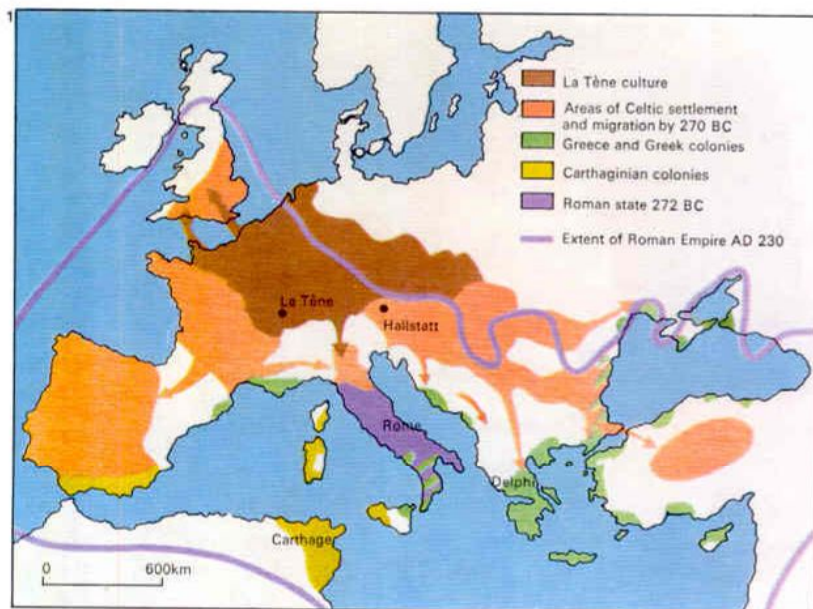 1
La Tène culture
Areas of Celtic settlement
and migration by 270 BC
Greece and Greek colonies
Carthaginian colonies
Roman state 272 BC
Extent of Roman Empire AD 230
La Tène
Hallstatt
Rome
Delphi
Carthage
0 600km